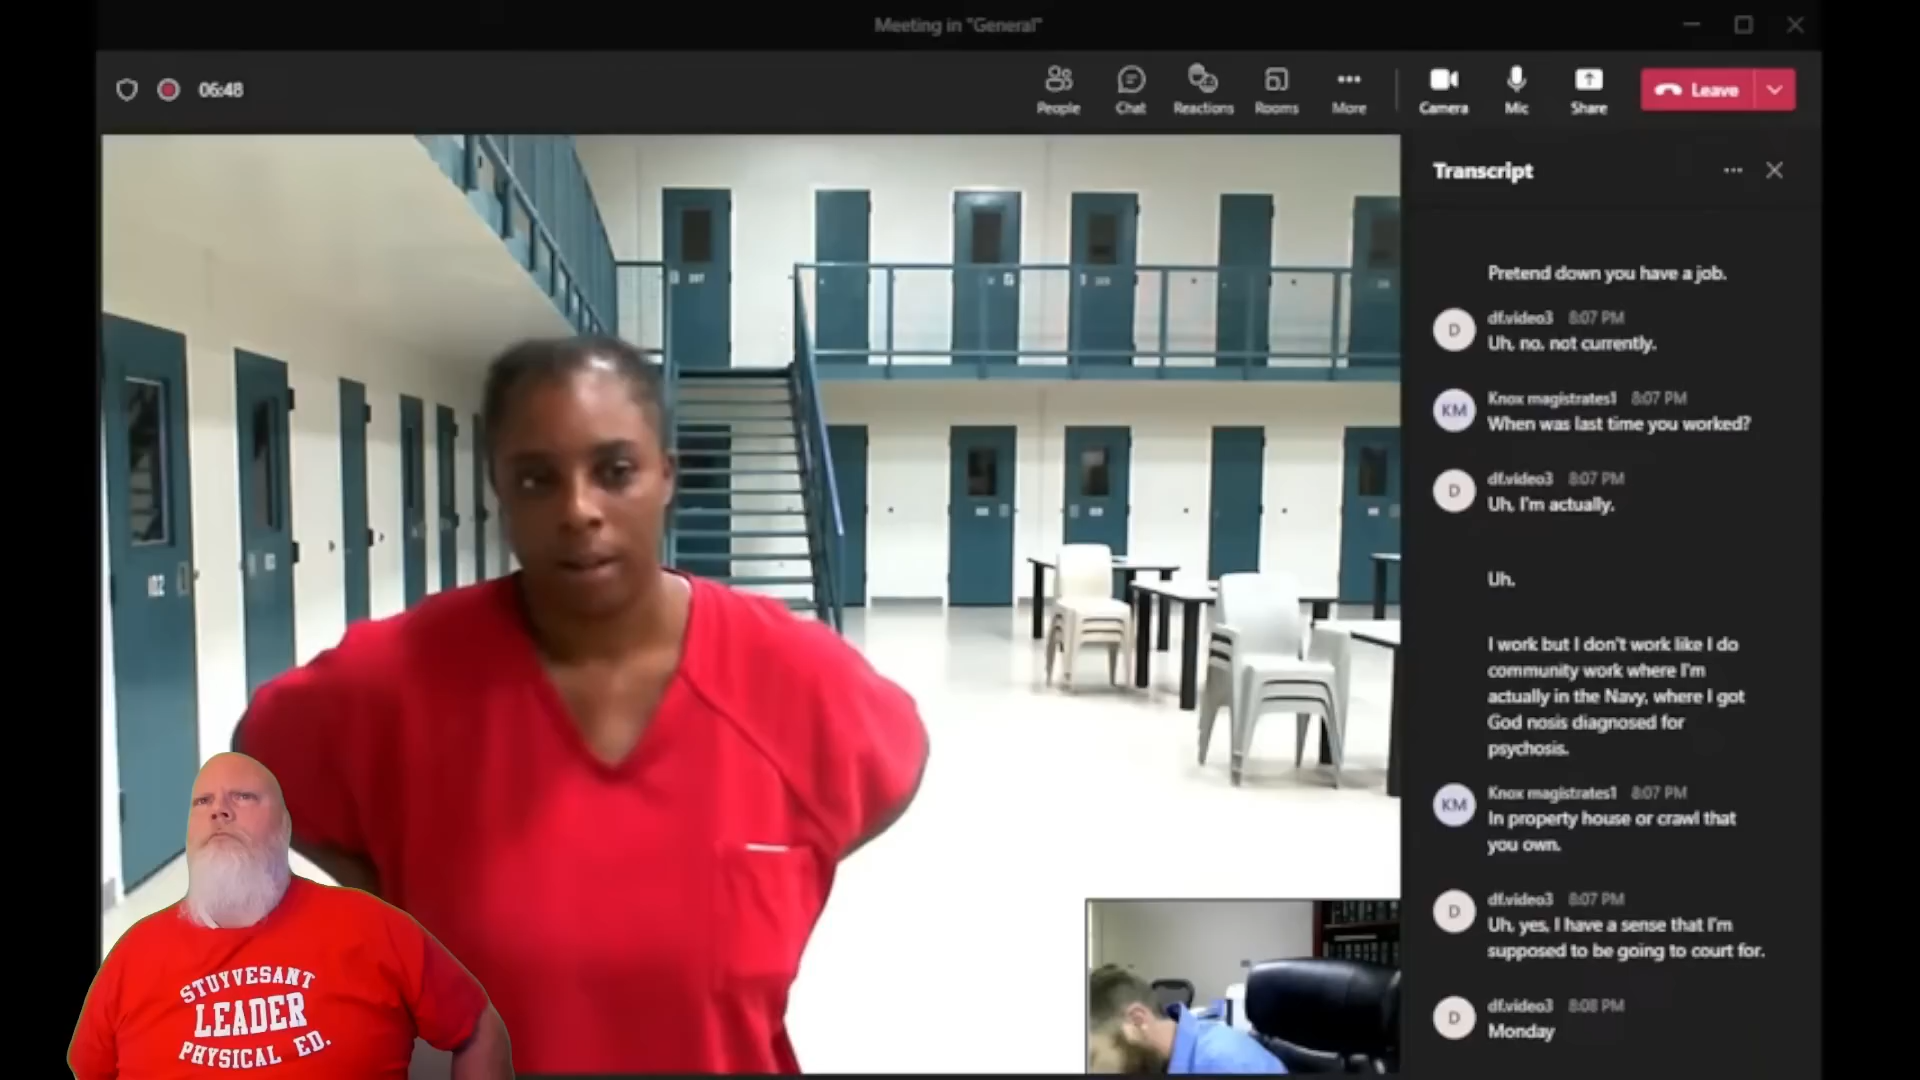 Meeting in "General"
06:48
People
Chat
Reactions
Rooms
More
Camera
Mic
Share
Leave
Transcript
Pretend down you have a job.
D
df.video3 8:07 PM
Uh, no, not currently.
KM
Knox magistrates1 8:07 PM
When was last time you worked?
D
df.video3 8:07 PM
Uh, I'm actually.
Uh.
I work but I don't work like I do
community work where I'm
actually in the Navy, where I got
God nosis diagnosed for
psychosis.
KM
Knox magistrates1 8:07 PM
In property house or crawl that
you own.
D
df.video3 8:07 PM
Uh, yes, I have a sense that I'm
supposed to be going to court for.
D
df.video3 8:08 PM
Monday
102
STUYVESANT
LEADER
PHYSICAL ED.